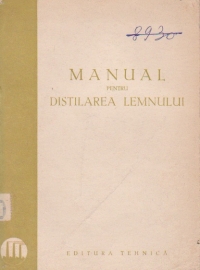 8930
MANUAL
PENTRU
DISTILAREA LEMNULUI
EDITURA TEHNICĂ